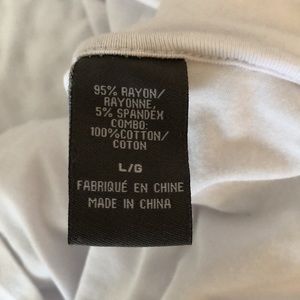 95% RAYON/
RAYONNE,
5% SPANDEX
COMBO:
100%COTTON/
COTON
L/G
FABRIQUÉ EN CHINE
MADE IN CHINA